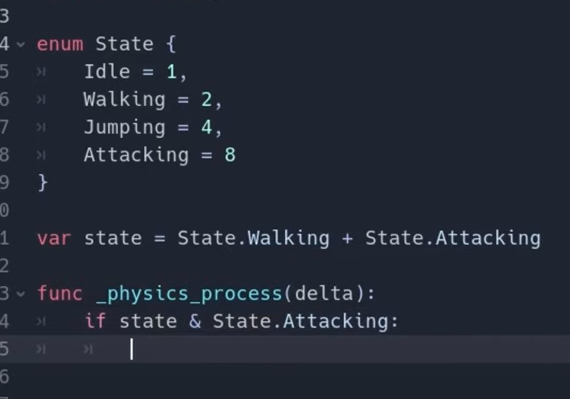 3
4 enum State {
5 Idle = 1,
6 Walking = 2,
7 Jumping = 4,
8 Attacking = 8
9 }
0
1 var state = State.Walking + State.Attacking
2
3 func _physics_process(delta):
4 if state & State.Attacking:
5
6